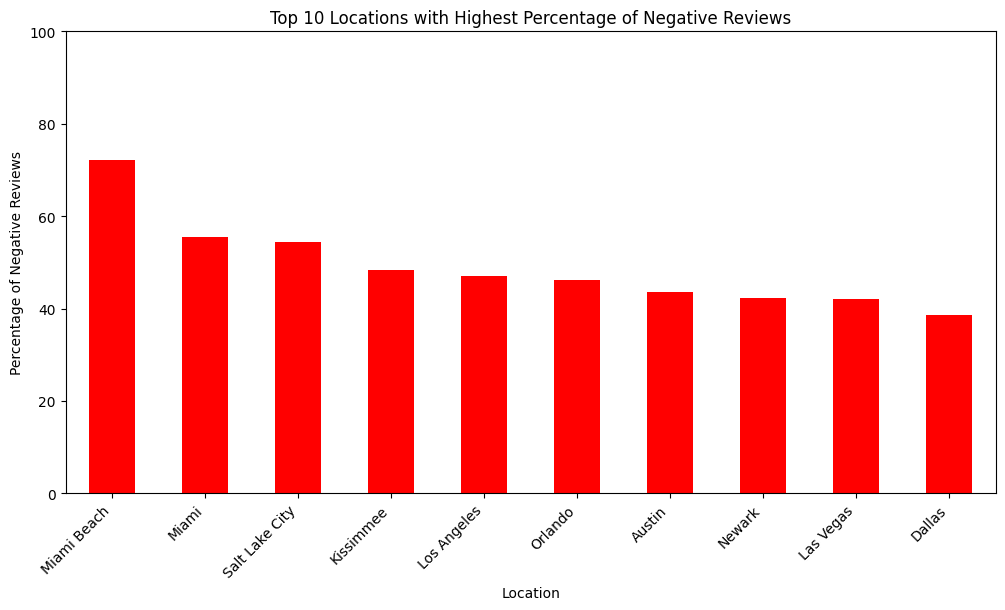 Top 10 Locations with Highest Percentage of Negative Reviews
Percentage of Negative Reviews
100
80
60
40
20
0
Miami Beach
Miami
Salt Lake City
Kissimmee
Los Angeles
Orlando
Austin
Newark
Las Vegas
Dallas
Location